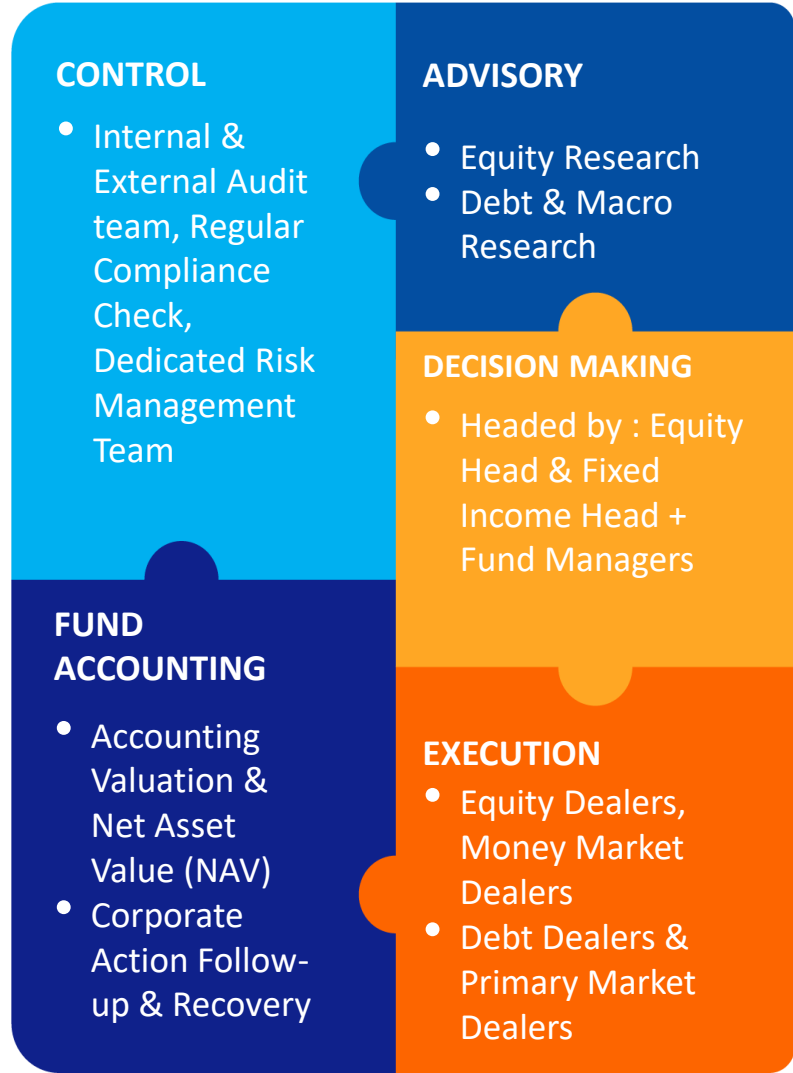 CONTROL
• Internal &
External Audit
team, Regular
Compliance
Check,
Dedicated Risk
Management
Team
ADVISORY
• Equity Research
• Debt & Macro
Research
DECISION MAKING
• Headed by : Equity
Head & Fixed
Income Head +
Fund Managers
FUND
ACCOUNTING
• Accounting
Valuation &
Net Asset
Value (NAV)
• Corporate
Action Follow-
up & Recovery
EXECUTION
• Equity Dealers,
Money Market
Dealers
• Debt Dealers &
Primary Market
Dealers